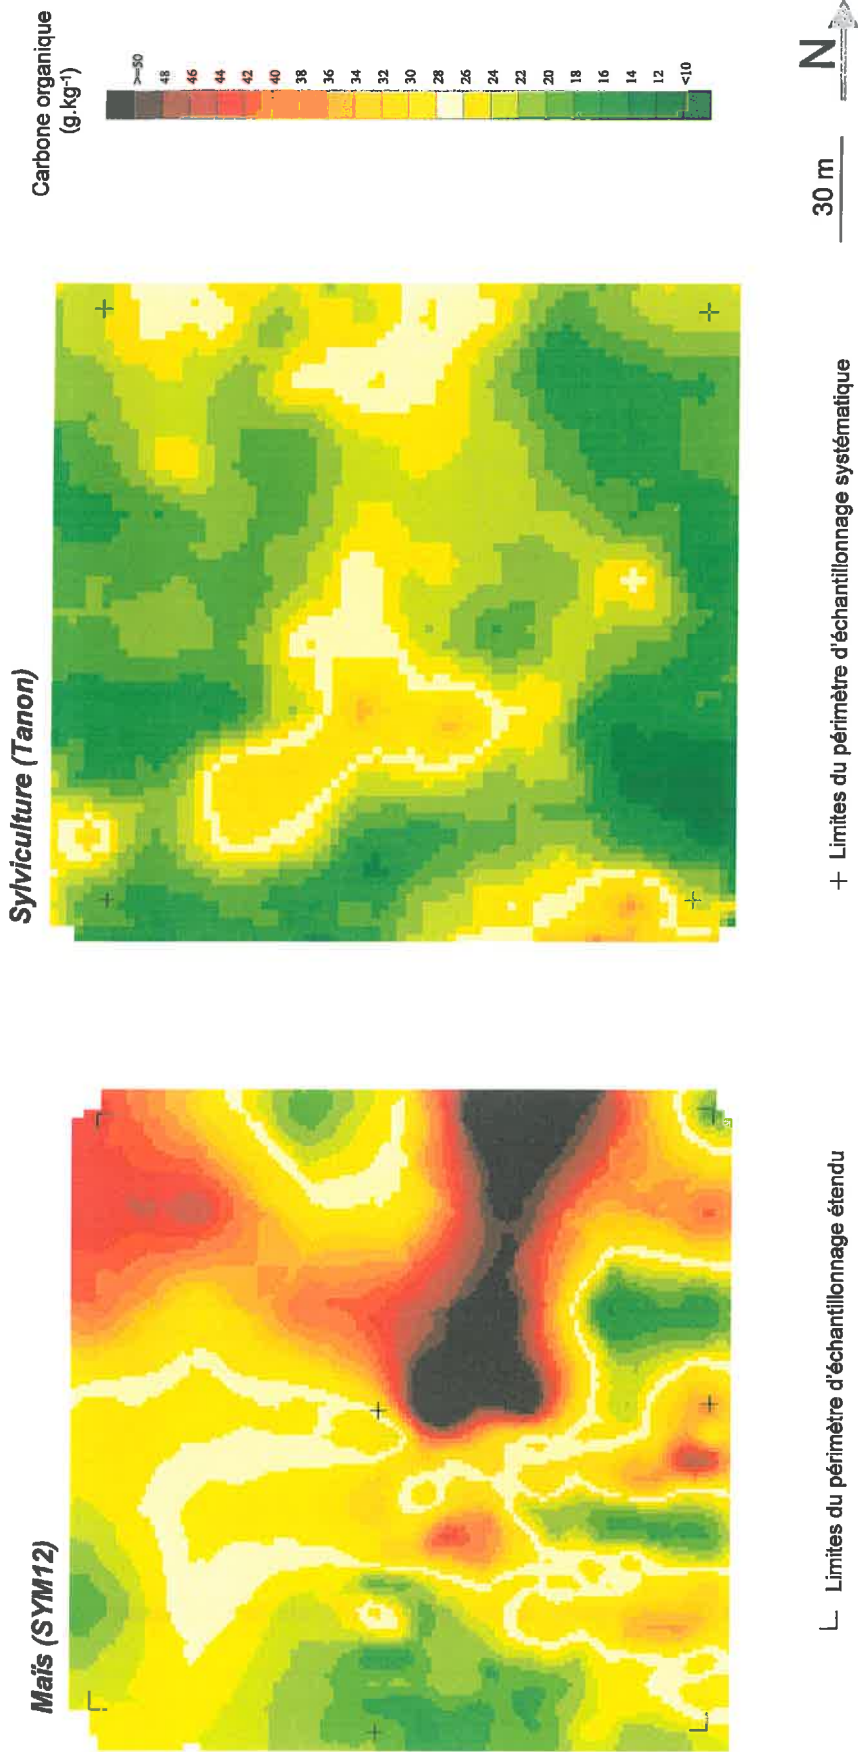 Maïs (SYM12)
Sylviculture (Tanon)
Carbone organique
(g.kg-1)
>=50
48
46
44
42
40
38
36
34
32
30
28
26
24
22
20
18
16
14
12
<10
N
30 m
Limites du périmètre d'échantillonnage étendu
Limites du périmètre d'échantillonnage systématique